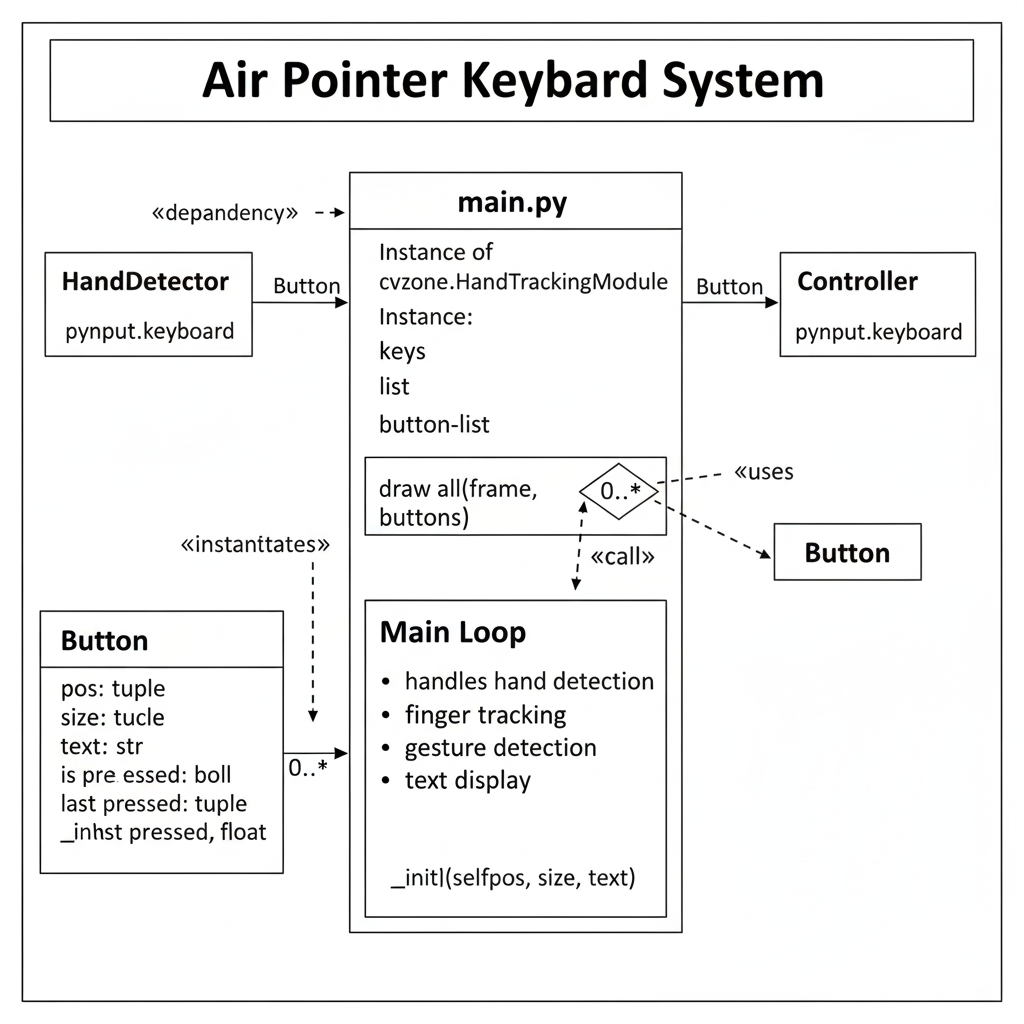 Air Pointer Keybard System
«depandency»
main.py
HandDetector
pynput.keyboard
Button
Instance of
cvzone.HandTrackingModule
Instance:
keys
list
button-list
Button
Controller
pynput.keyboard
draw all(frame,
buttons)
0..*
«uses
«call»
Button
«instanttates»
Button
pos: tuple
size: tucle
text: str
is pre essed: boll
last pressed: tuple
_inhst pressed, float
0..*
Main Loop
• handles hand detection
• finger tracking
• gesture detection
• text display
_initl(selfpos, size, text)